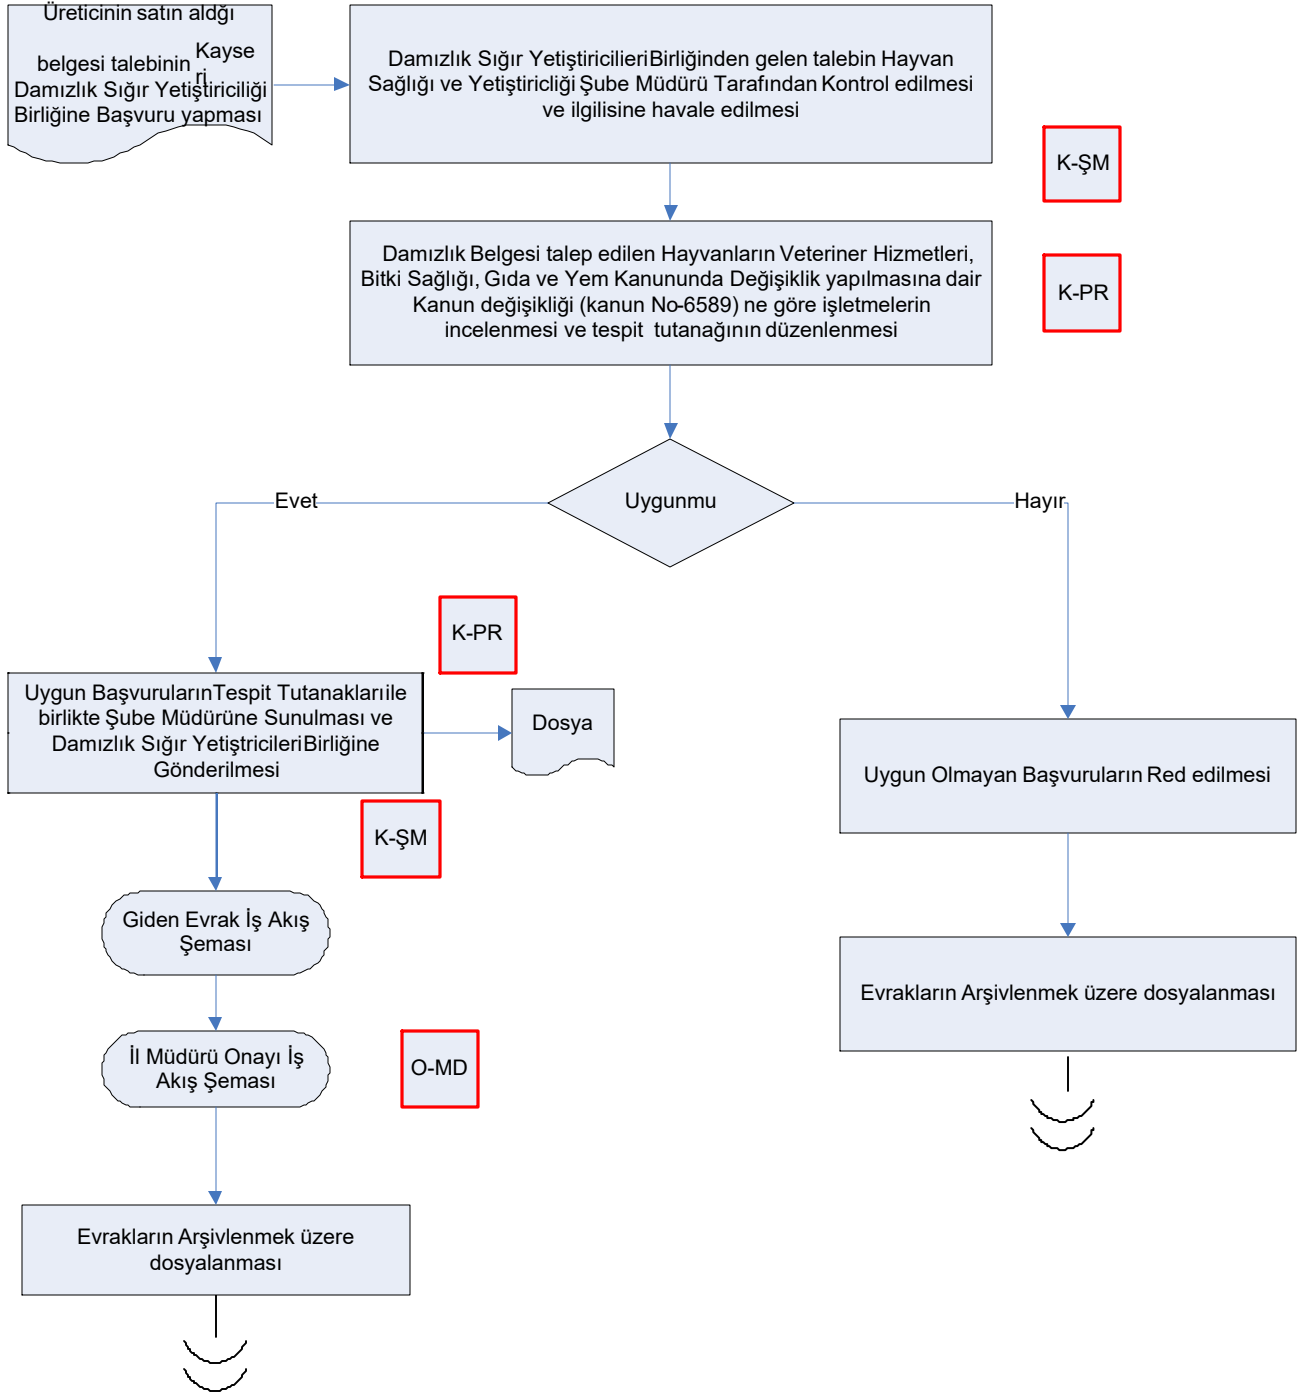 Üreticinin satın aldğı
belgesi talebinin Kayse
ri
Damızlık Sığır Yetiştiriciliği
Birliğine Başvuru yapması
Damızlık Sığır Yetiştiricilieri Birliğinden gelen talebin Hayvan
Sağlığı ve Yetiştiricliği Şube Müdürü Tarafından Kontrol edilmesi
ve ilgilisine havale edilmesi
K-ŞM
Damızlık Belgesi talep edilen Hayvanların Veteriner Hizmetleri,
Bitki Sağlığı, Gıda ve Yem Kanununda Değişiklik yapılmasına dair
Kanun değişikliği (kanun No-6589) ne göre işletmelerin
incelenmesi ve tespit tutanağının düzenlenmesi
K-PR
Uygunmu
Evet
Hayır
K-PR
Uygun Başvuruların Tespit Tutanakları ile
birlikte Şube Müdürüne Sunulması ve
Damızlık Sığır Yetiştricileri Birliğine
Gönderilmesi
Dosya
K-ŞM
Uygun Olmayan Başvuruların Red edilmesi
Giden Evrak İş Akış
Şeması
Evrakların Arşivlenmek üzere dosyalanması
İl Müdürü Onayı İş
Akış Şeması
O-MD
Evrakların Arşivlenmek üzere
dosyalanması